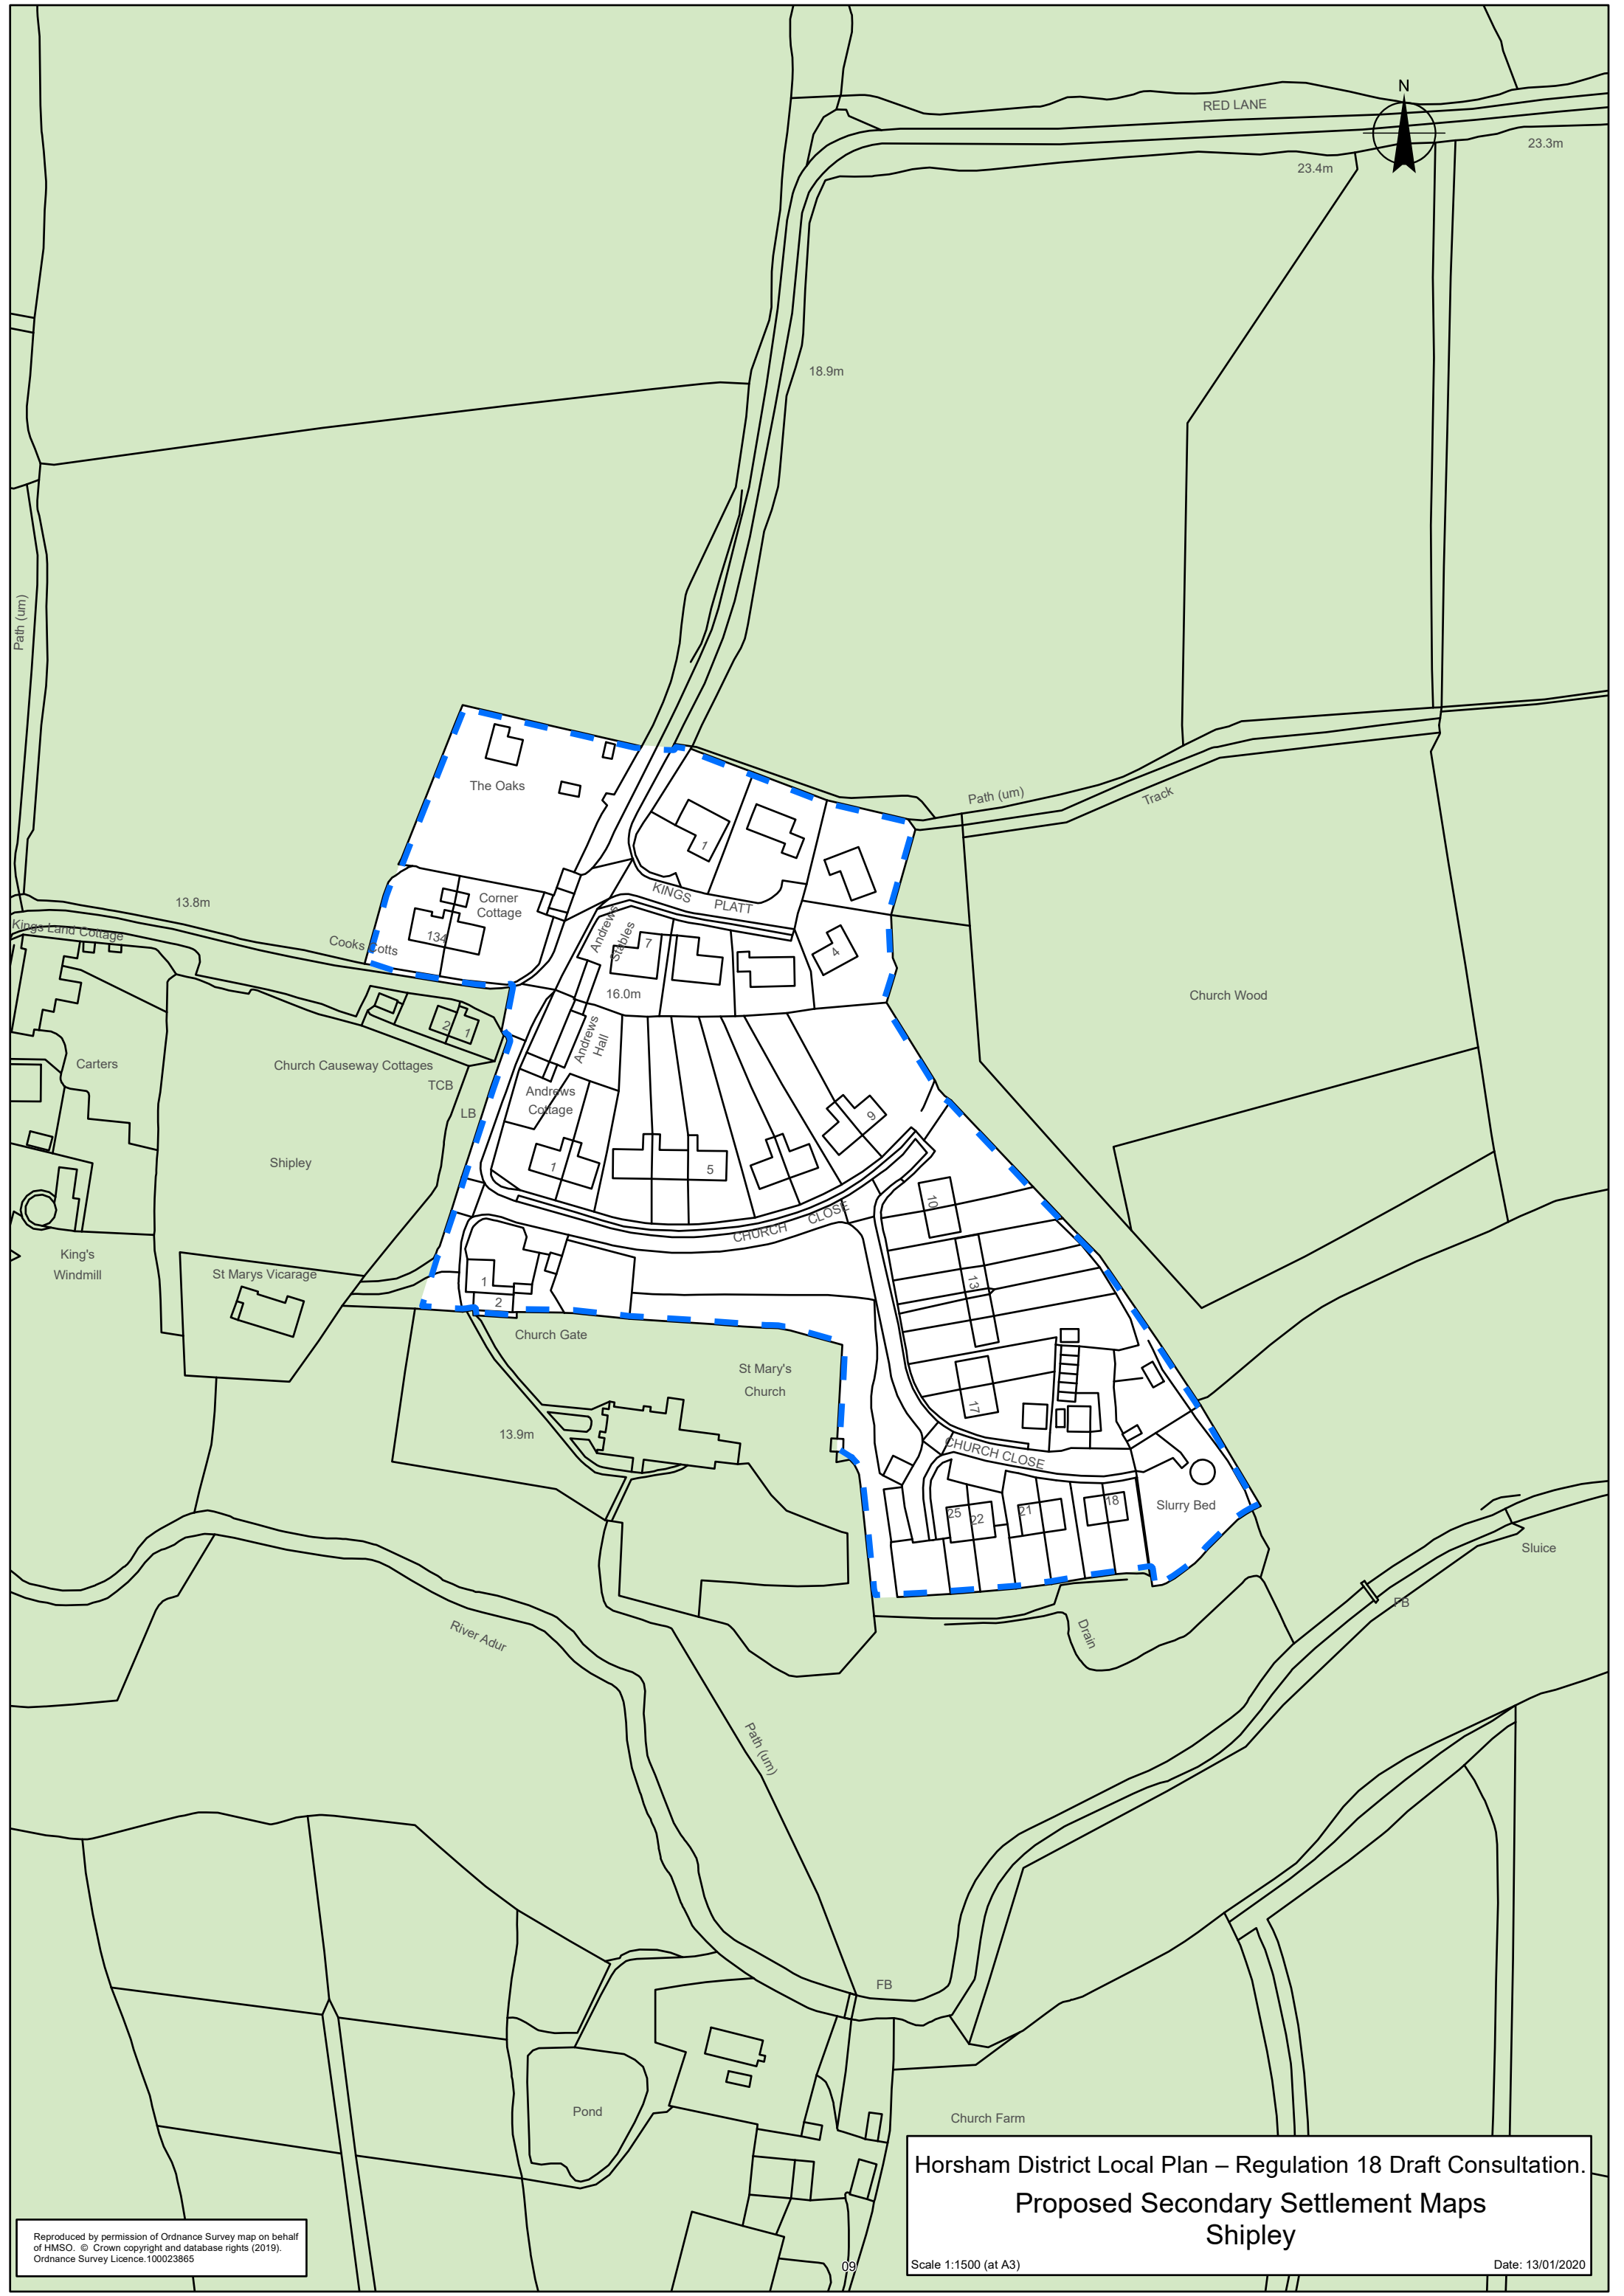 N
RED LANE
23.3m
23.4m
18.9m
Path (um)
The Oaks
Path (um)
Track
1
KINGS PLATT
13.8m
Corner
Cottage
Kings Land Cottage
Cooks Cotts
134
Andrews
Stables
7
4
16.0m
Church Wood
2
1
Andrews
Hall
Carters
Church Causeway Cottages
TCB
LB
Andrews
Cottage
9
Shipley
1
5
10
CHURCH CLOSE
King's
Windmill
St Marys Vicarage
1
2
13
Church Gate
St Mary's
Church
17
13.9m
CHURCH CLOSE
25
22
21
18
Slurry Bed
Sluice
FB
River Adur
Drain
Path (um)
FB
Pond
Church Farm
09
Horsham District Local Plan – Regulation 18 Draft Consultation.
Proposed Secondary Settlement Maps
Shipley
Scale 1:1500 (at A3)
Date: 13/01/2020
Reproduced by permission of Ordnance Survey map on behalf
of HMSO. © Crown copyright and database rights (2019).
Ordnance Survey Licence.100023865